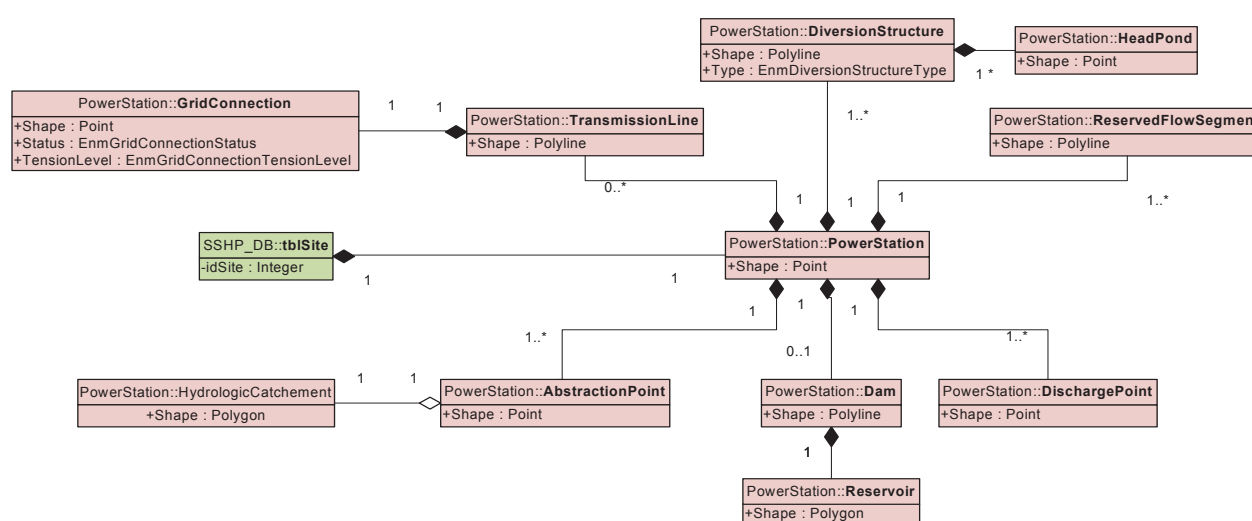 PowerStation::DiversionStructure
+Shape : Polyline
+Type : EnmDiversionStructureType
PowerStation::HeadPond
+Shape : Point
1 *
PowerStation::GridConnection
+Shape : Point
+Status : EnmGridConnectionStatus
+TensionLevel : EnmGridConnectionTensionLevel
1
1
PowerStation::TransmissionLine
+Shape : Polyline
1..*
PowerStation::ReservedFlowSegmen
+Shape : Polyline
0..*
1
1
1
1..*
SSHP_DB::tblSite
-idSite : Integer
1
1
PowerStation::PowerStation
+Shape : Point
1
1
1
1..*
0..1
1..*
PowerStation::HydrologicCatchement
+Shape : Polygon
1
1
PowerStation::AbstractionPoint
+Shape : Point
PowerStation::Dam
+Shape : Polyline
PowerStation::DischargePoint
+Shape : Point
1
PowerStation::Reservoir
+Shape : Polygon